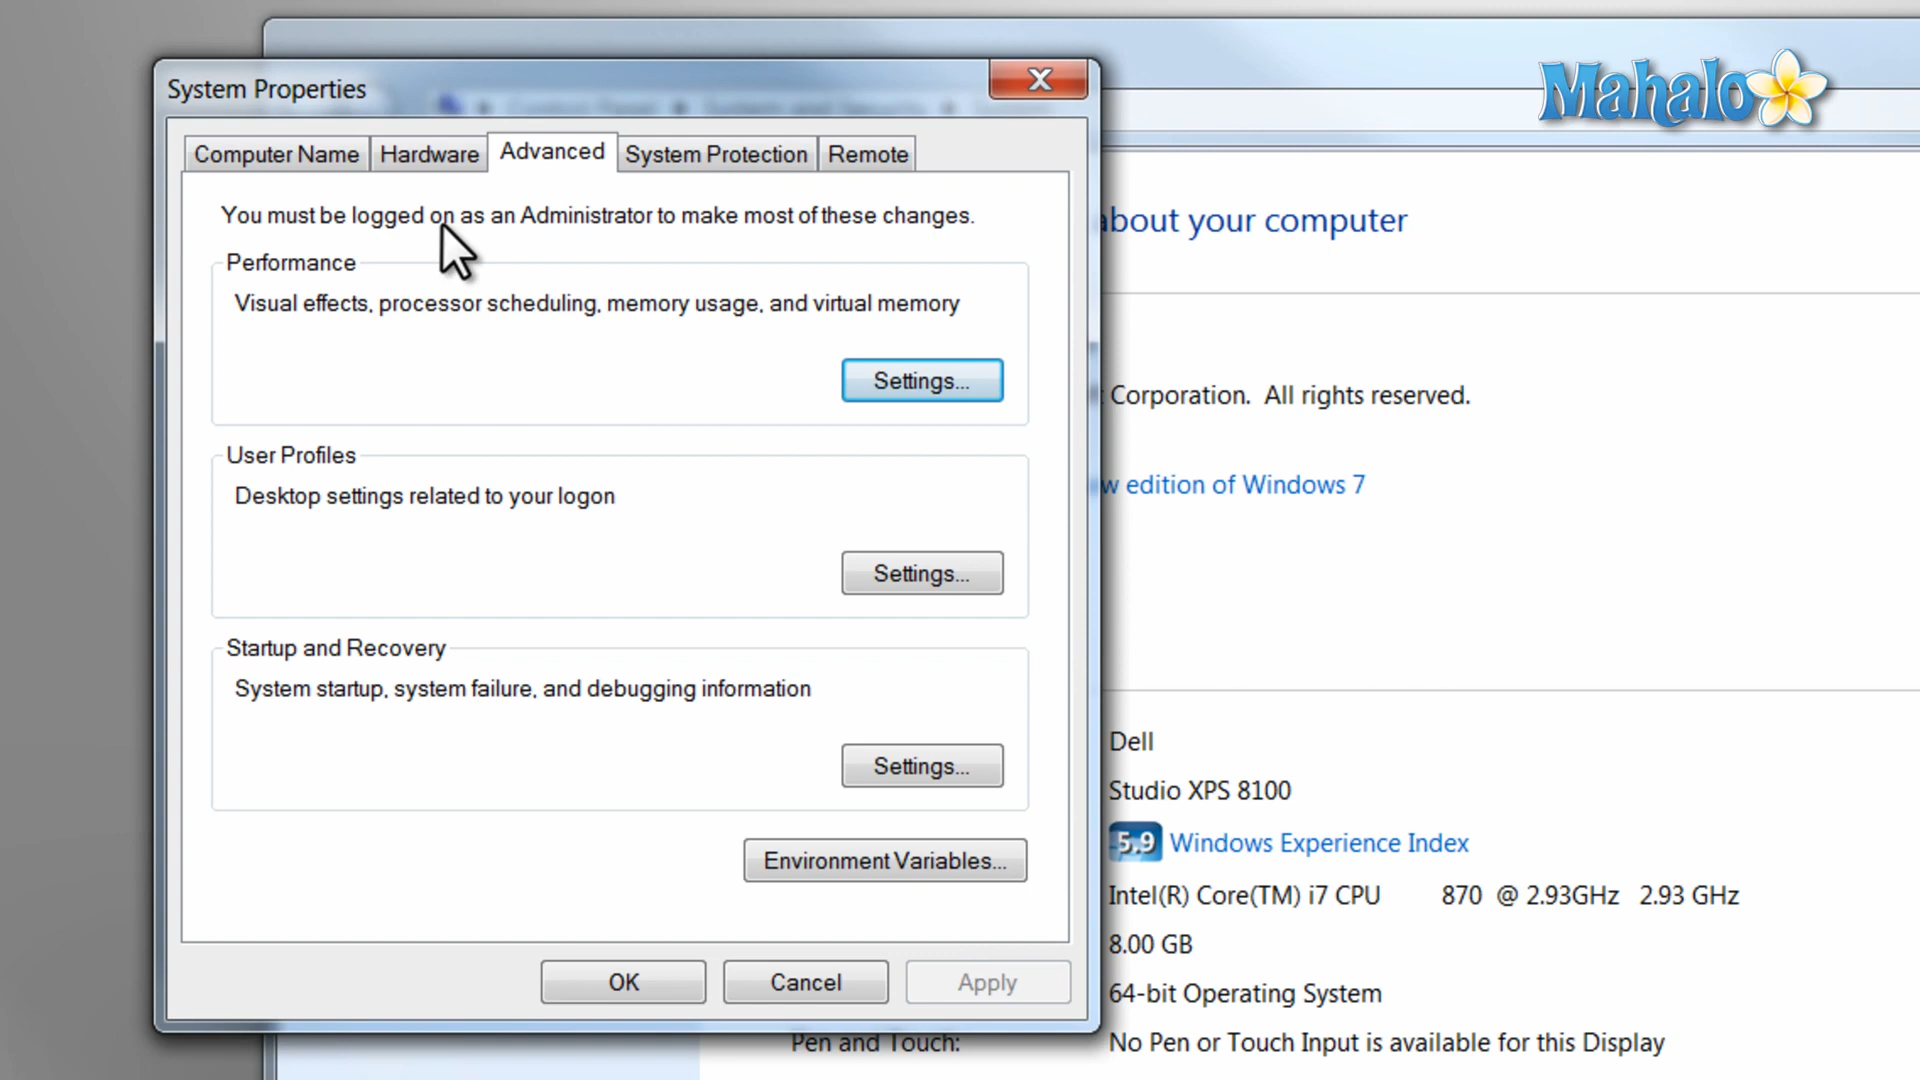 Mahalo
System Properties
Computer Name
Hardware
Advanced
System Protection
Remote
You must be logged on as an Administrator to make most of these changes.
Performance
Visual effects, processor scheduling, memory usage, and virtual memory
Settings...
User Profiles
Desktop settings related to your logon
Settings...
Startup and Recovery
System startup, system failure, and debugging information
Settings...
Environment Variables...
OK
Cancel
Apply
about your computer
Corporation. All rights reserved.
edition of Windows 7
Dell
Studio XPS 8100
5.9 Windows Experience Index
Intel(R) Core(TM) i7 CPU 870 @ 2.93GHz 2.93 GHz
8.00 GB
64-bit Operating System
Pen and Touch: No Pen or Touch Input is available for this Display